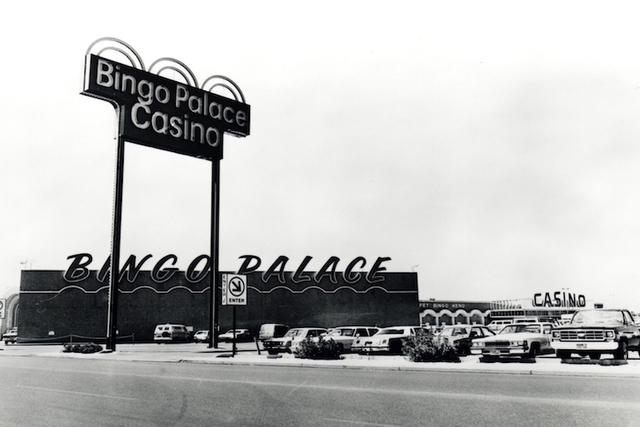 Bingo Palace
Casino
BINGO PALACE
ENTER
BINGO KENO
CASINO